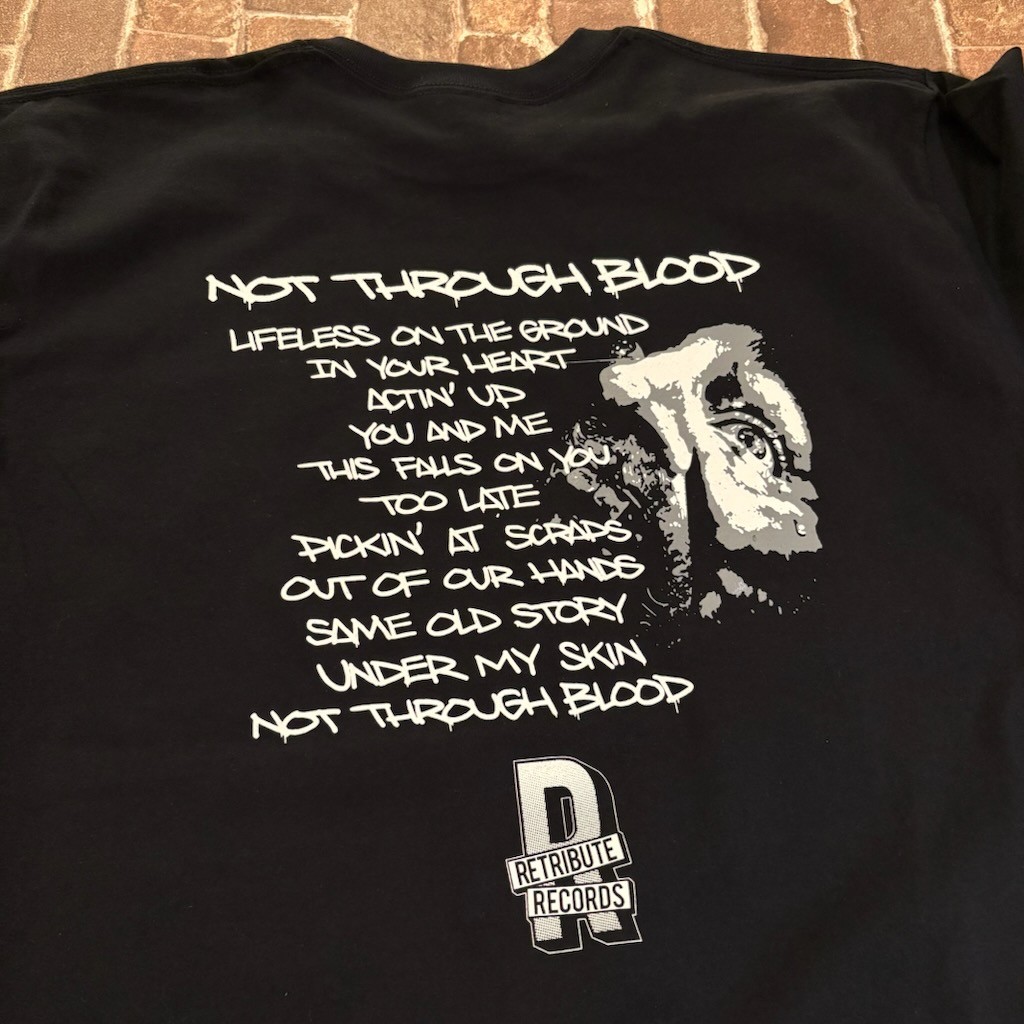 NOT THROUGH BLOOD
LIFELESS ON THE GROUND
IN YOUR HEART
ACTIN' UP
YOU AND ME
THIS FALLS ON YOU
TOO LATE
PICKIN' AT SCRAPS
OUT OF OUR HANDS
SAME OLD STORY
UNDER MY SKIN
NOT THROUGH BLOOD
R
RETRIBUTE
RECORDS